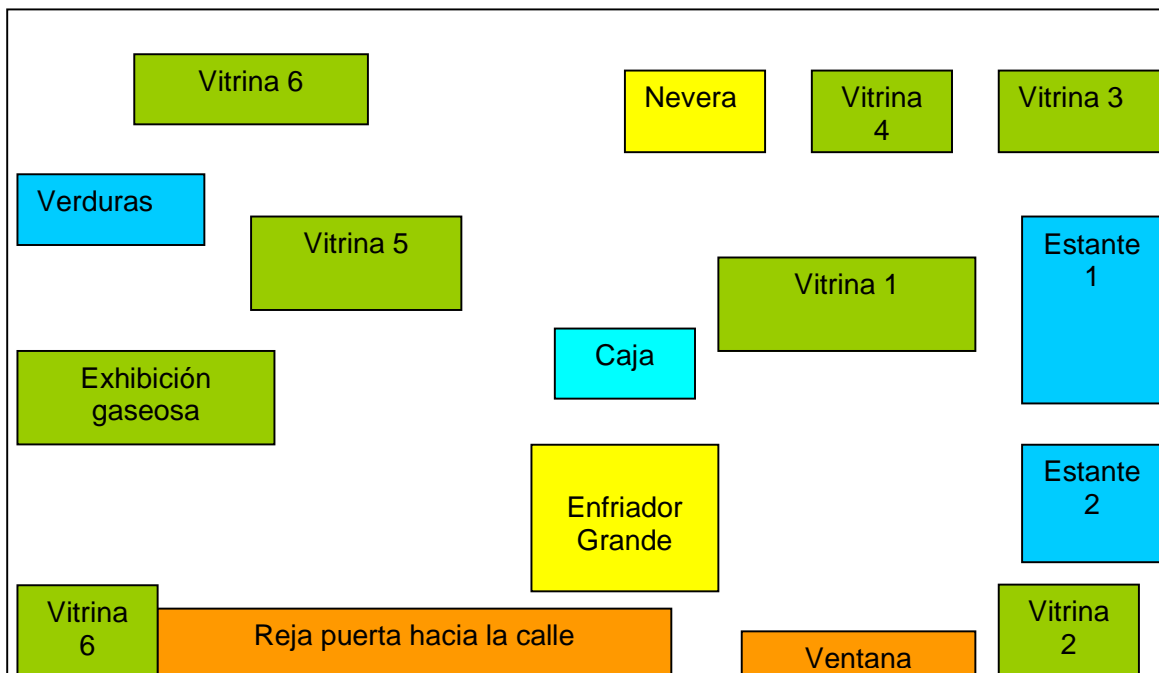 Vitrina 6
Nevera
Vitrina
4
Vitrina 3
Verduras
Vitrina 5
Estante
1
Vitrina 1
Caja
Exhibición
gaseosa
Enfriador
Grande
Estante
2
Vitrina
6
Reja puerta hacia la calle
Ventana
Vitrina
2